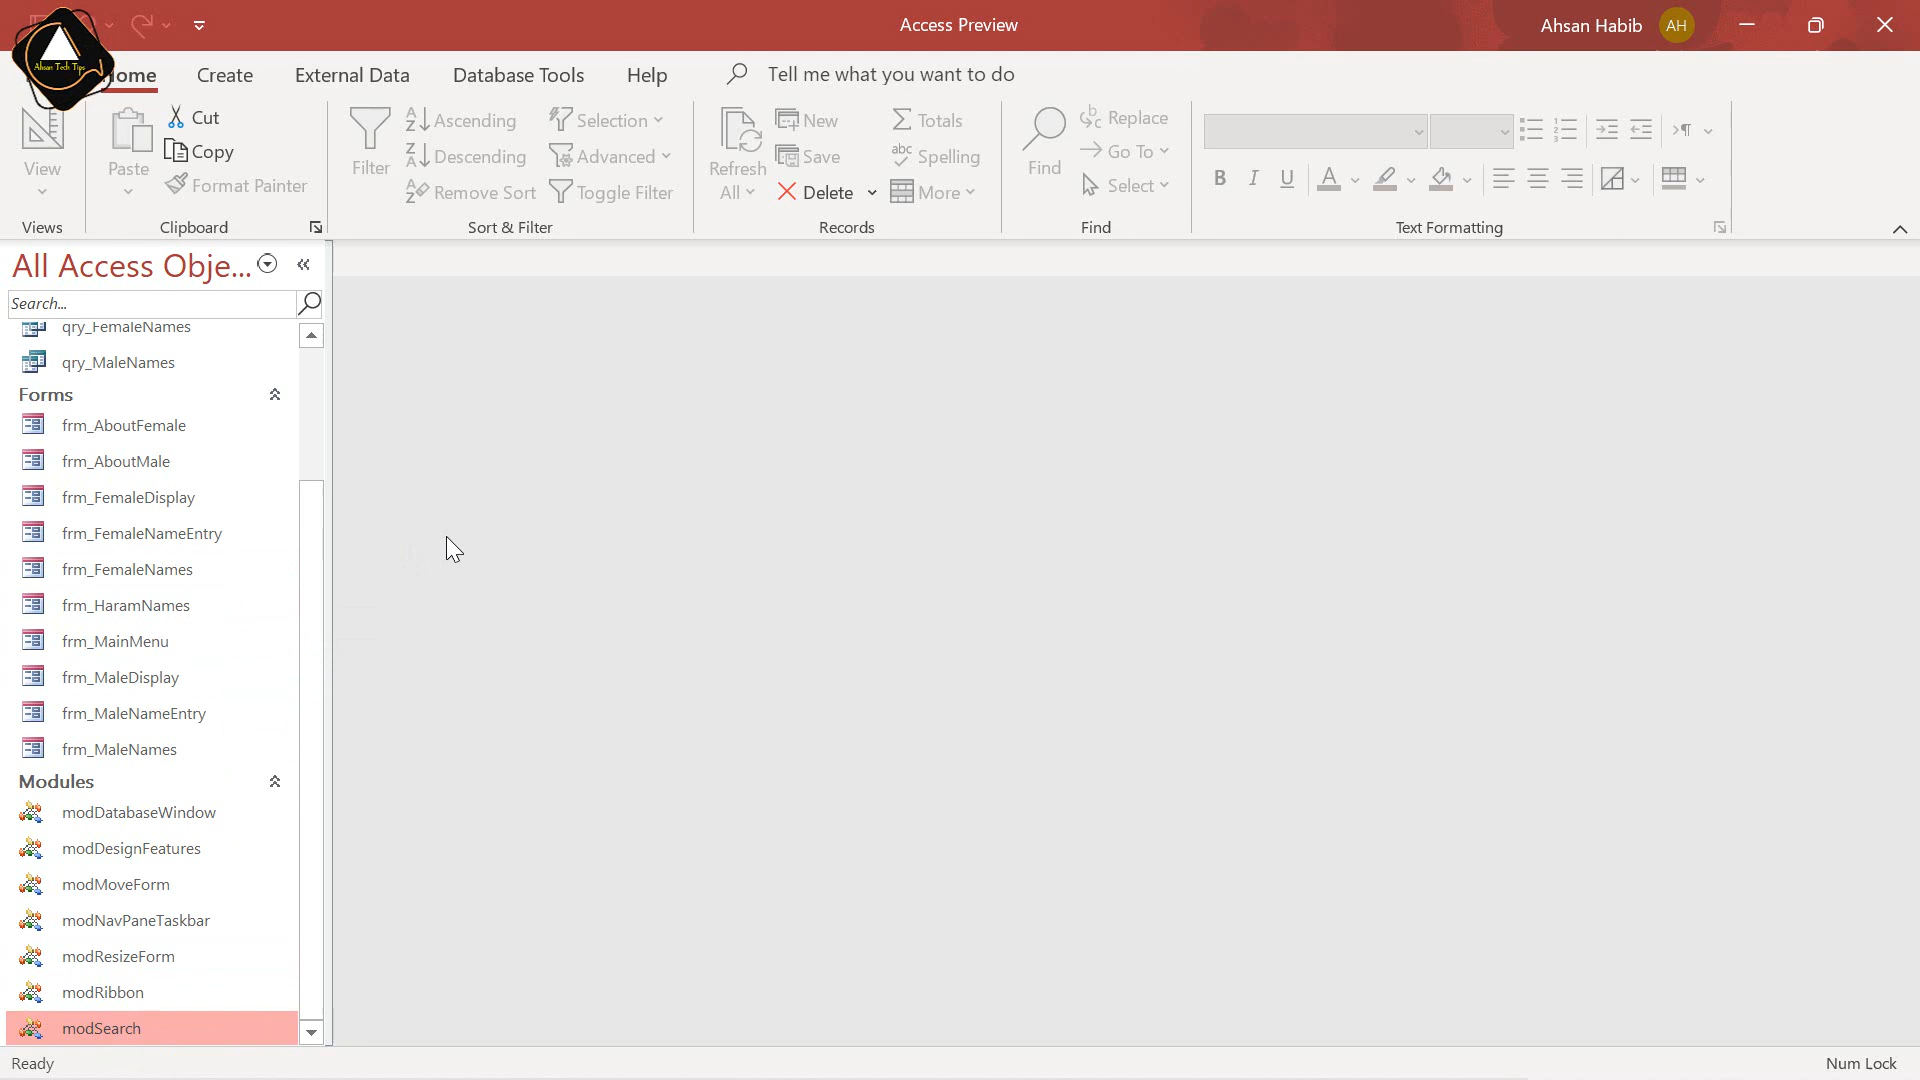 Access Preview
Ahsan Habib
AH
Ahsan Tech Tips
ome
Create
External Data
Database Tools
Help
Tell me what you want to do
View
Views
Paste
Cut
Copy
Format Painter
Clipboard
Filter
Ascending
Descending
Remove Sort
Selection
Advanced
Toggle Filter
Sort & Filter
Refresh
All
New
Save
Delete
Totals
Spelling
More
Records
Find
Replace
Go To
Select
Find
B I U
Text Formatting
All Access Obje...
Search...
qry_FemaleNames
qry_MaleNames
Forms
frm_AboutFemale
frm_AboutMale
frm_FemaleDisplay
frm_FemaleNameEntry
frm_FemaleNames
frm_HaramNames
frm_MainMenu
frm_MaleDisplay
frm_MaleNameEntry
frm_MaleNames
Modules
modDatabaseWindow
modDesignFeatures
modMoveForm
modNavPaneTaskbar
modResizeForm
modRibbon
modSearch
Ready
Num Lock